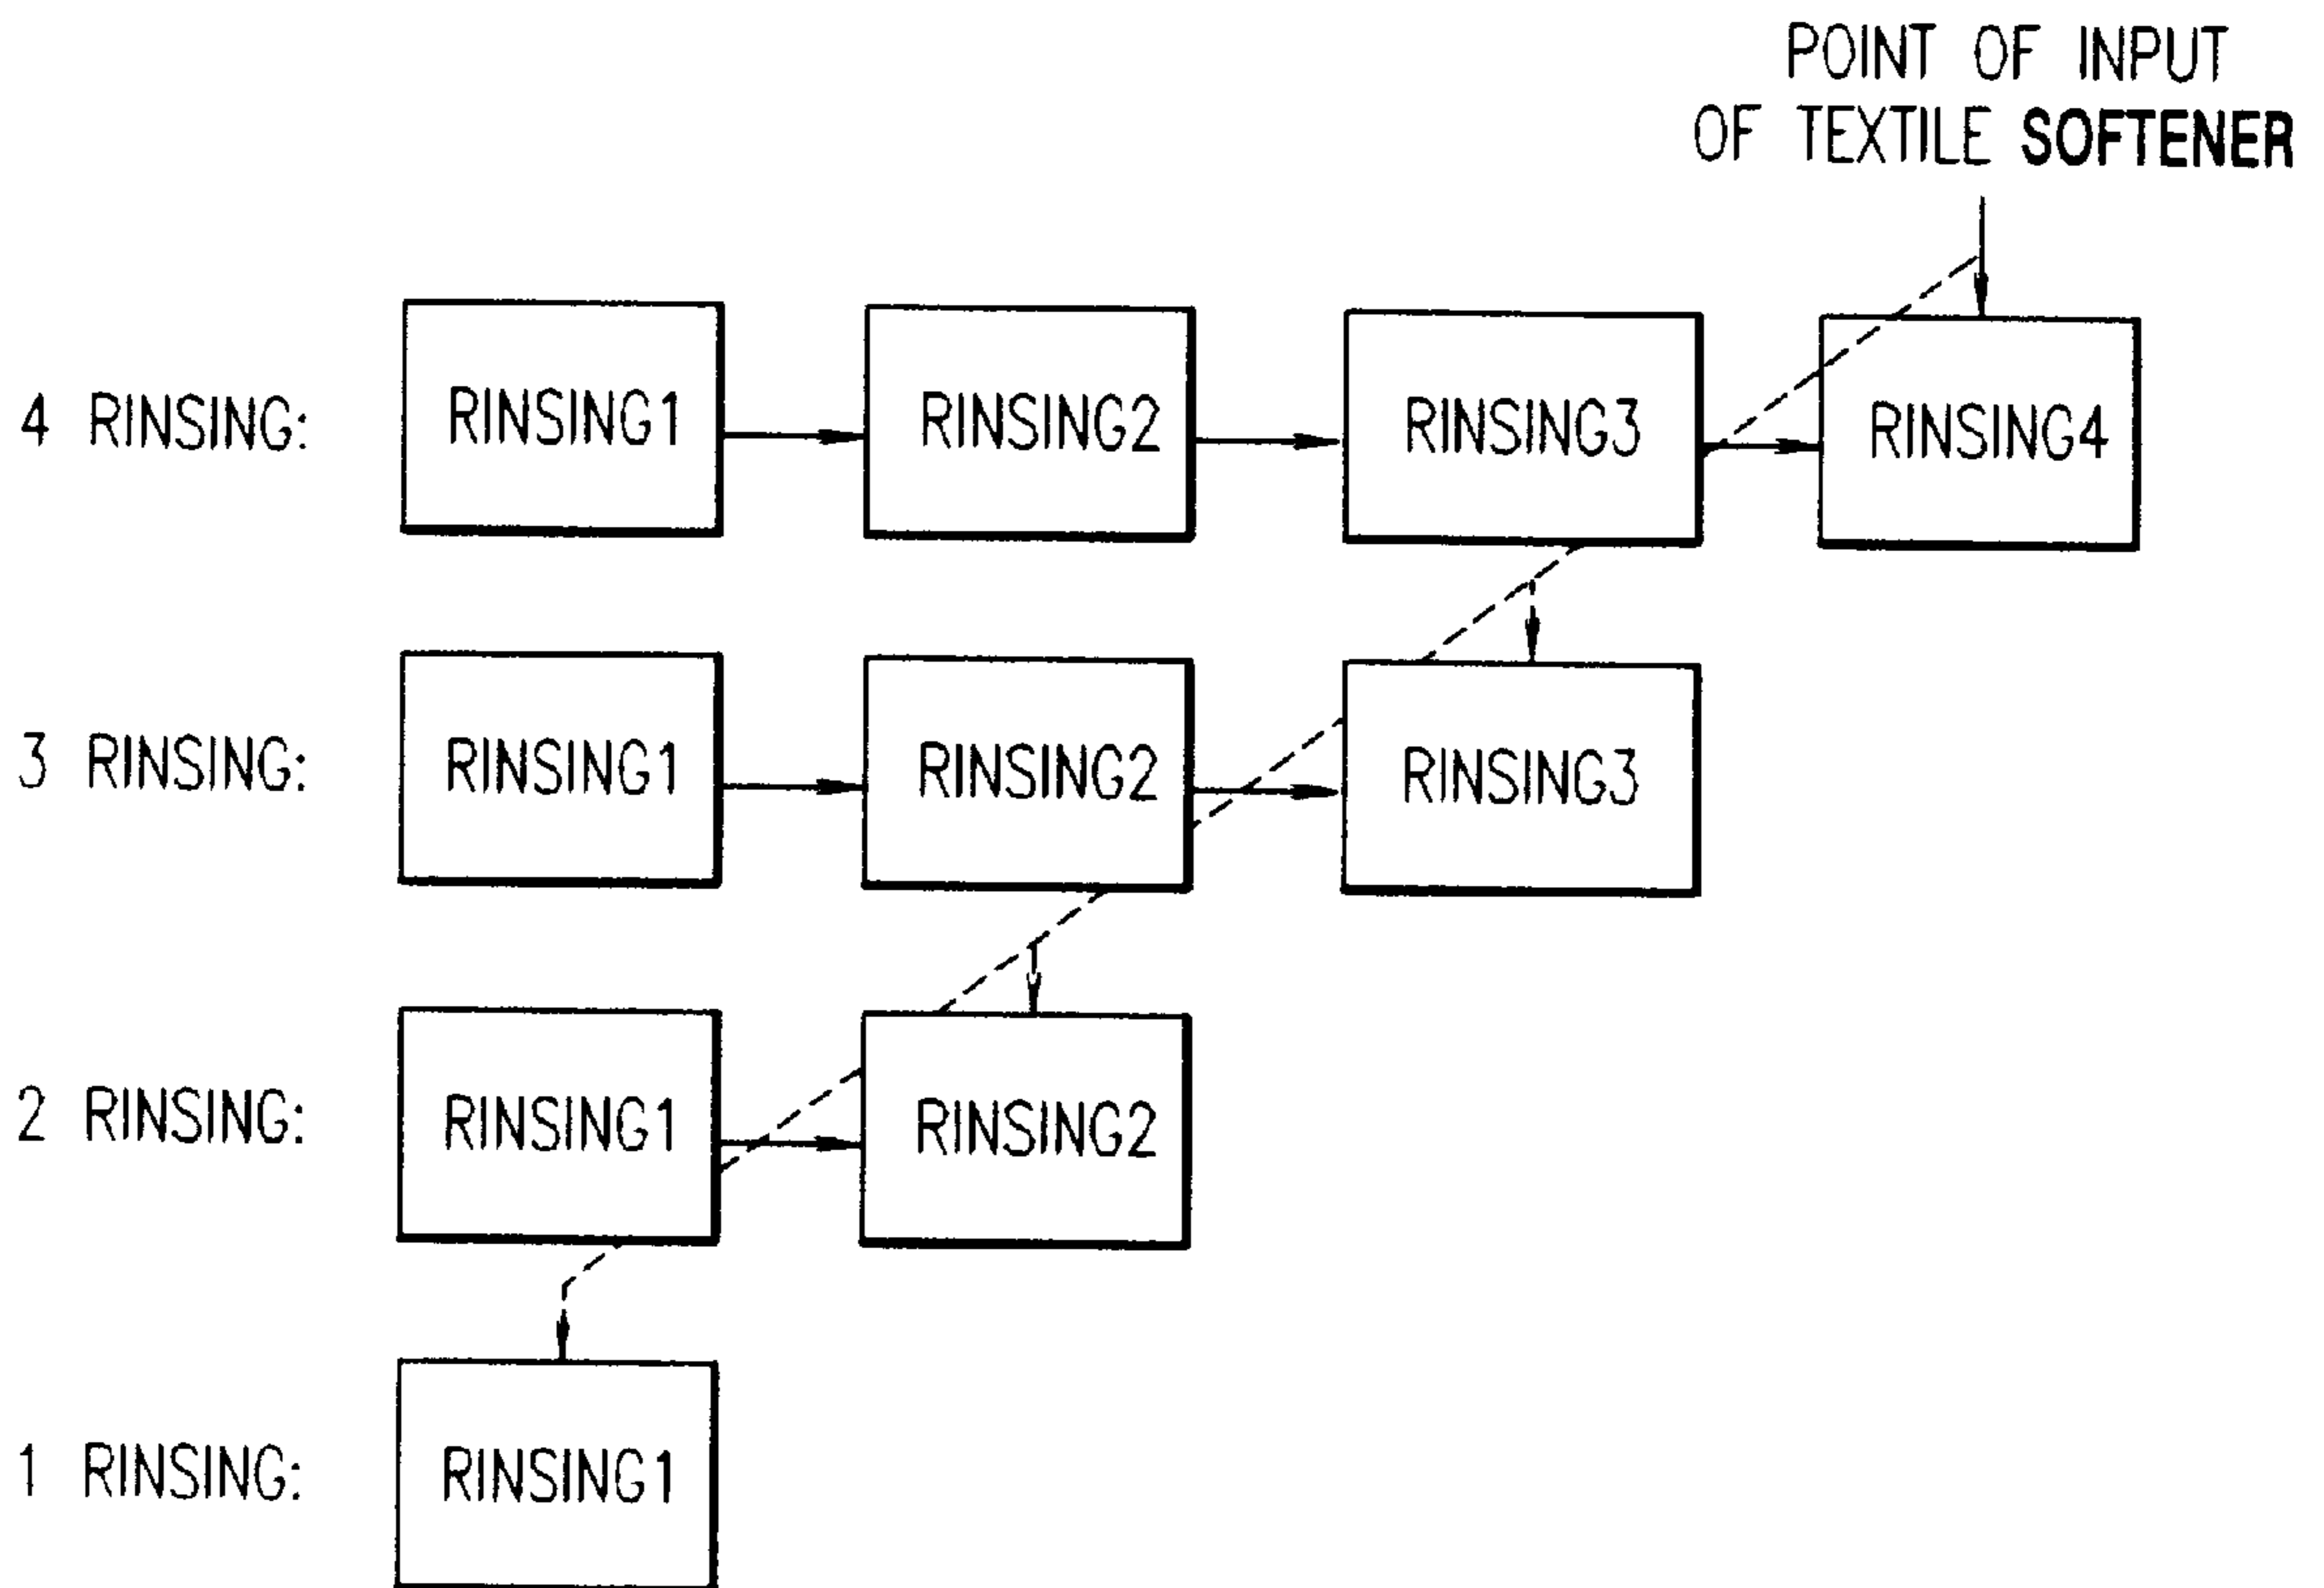 POINT OF INPUT
OF TEXTILE SOFTENER
4 RINSING: RINSING1 RINSING2 RINSING3 RINSING4
3 RINSING: RINSING1 RINSING2 RINSING3
2 RINSING: RINSING1 RINSING2
1 RINSING: RINSING1